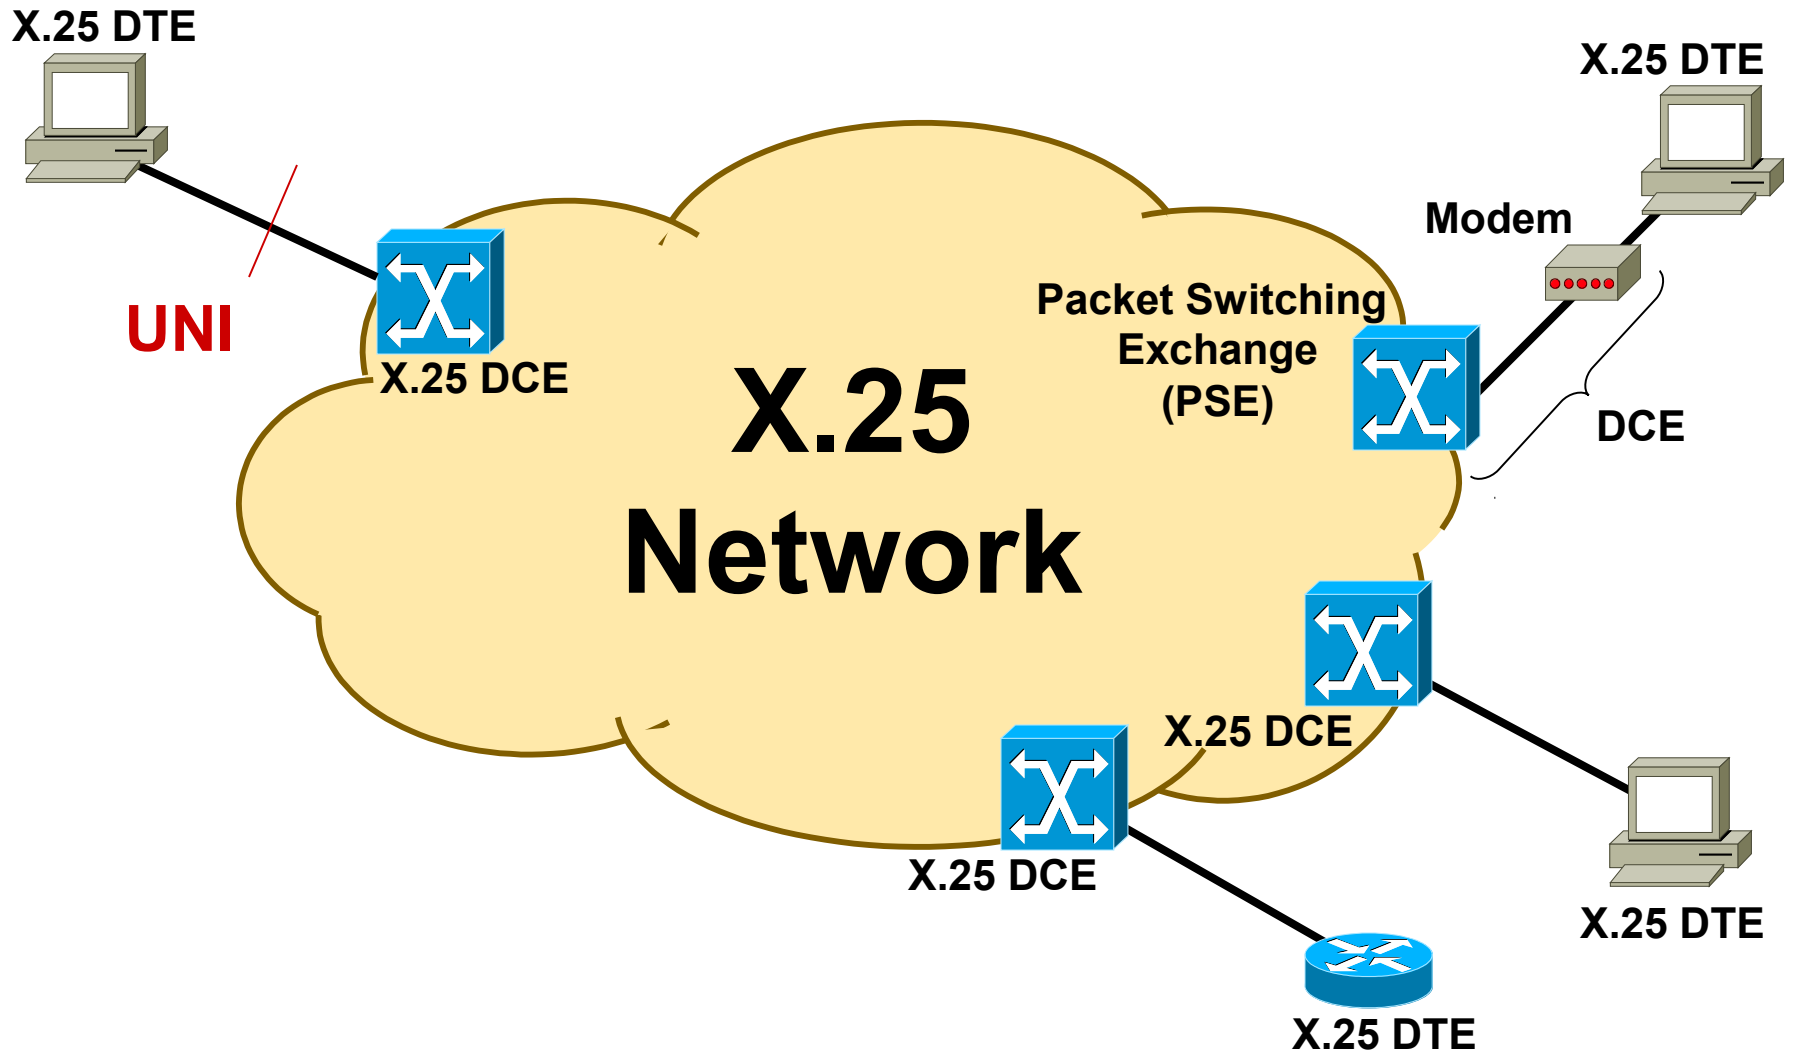 X.25 DTE
X.25 DTE
Modem
Packet Switching
Exchange
(PSE)
UNI
X.25 DCE
X.25
Network
DCE
X.25 DCE
X.25 DCE
X.25 DTE
X.25 DTE